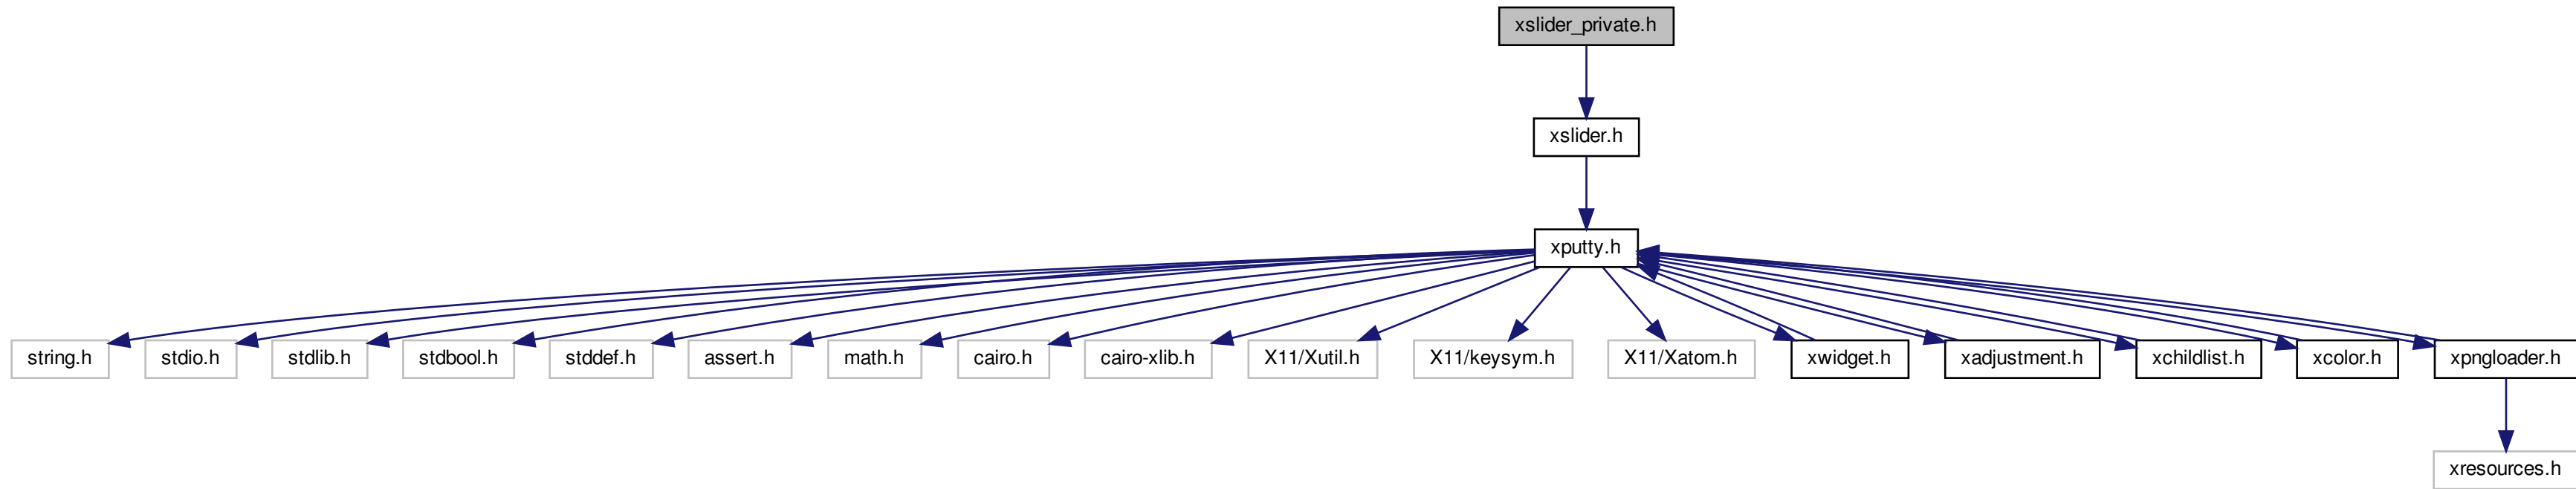 xslider_private.h
xslider.h
xputty.h
string.h
stdio.h
stdlib.h
stdbool.h
stddef.h
assert.h
math.h
cairo.h
cairo-xlib.h
X11/Xutil.h
X11/keysym.h
X11/Xatom.h
xwidget.h
xadjustment.h
xchildlist.h
xcolor.h
xpngloader.h
xresources.h